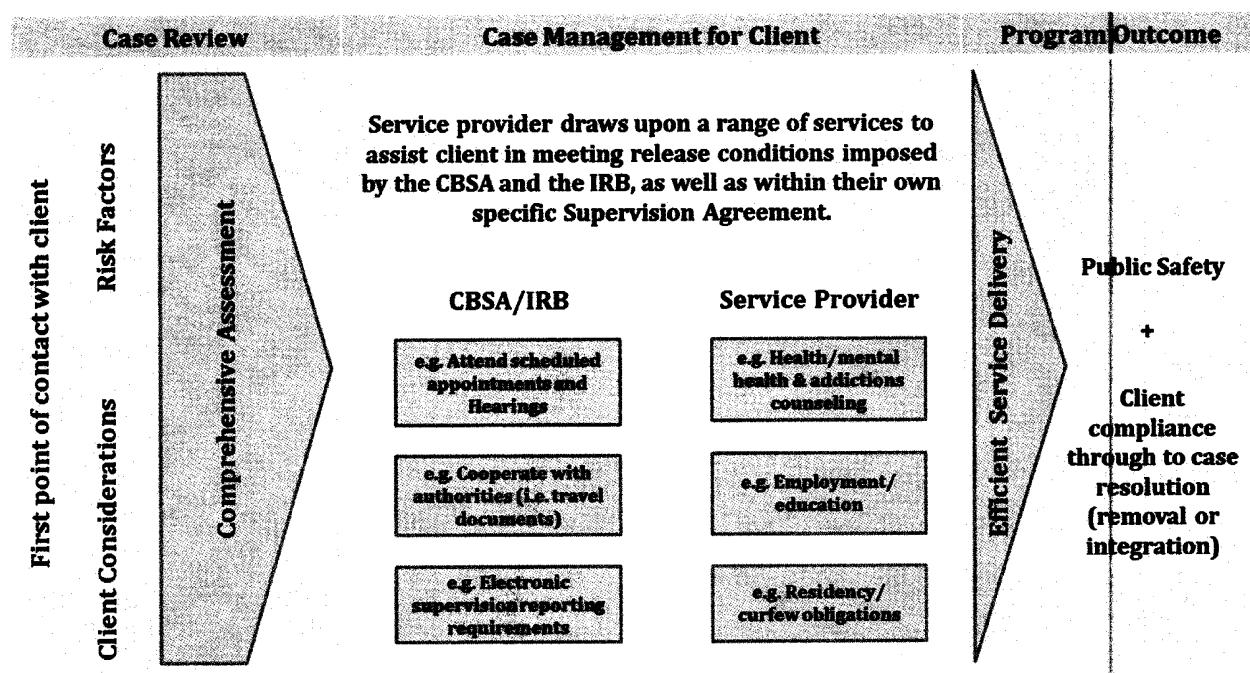 Case Review
Case Management for Client
Program Outcome
First point of contact with client
Risk Factors
Client Considerations
Comprehensive Assessment
Service provider draws upon a range of services to
assist client in meeting release conditions imposed
by the CBSA and the IRB, as well as within their own
specific Supervision Agreement.
CBSA/IRB
e.g. Attend scheduled
appointments and
Hearings
e.g. Cooperate with
authorities (i.e. travel
documents)
e.g. Electronic
supervision reporting
requirements
Service Provider
e.g. Health/mental
health & addictions
counseling
e.g. Employment/
education
e.g. Residency/
curfew obligations
Efficient Service Delivery
Public Safety
+
Client
compliance
through to case
resolution
(removal or
integration)